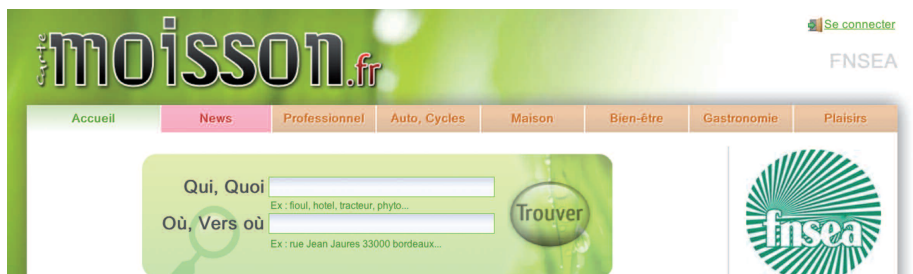 Se connecter
carte moisson.fr
FNSEA
Accueil News Professionnel Auto, Cycles Maison Bien-être Gastronomie Plaisirs
Qui, Quoi
Ex : fioul, hotel, tracteur, phyto...
Où, Vers où
Ex : rue Jean Jaures 33000 bordeaux...
Trouver
fnsea